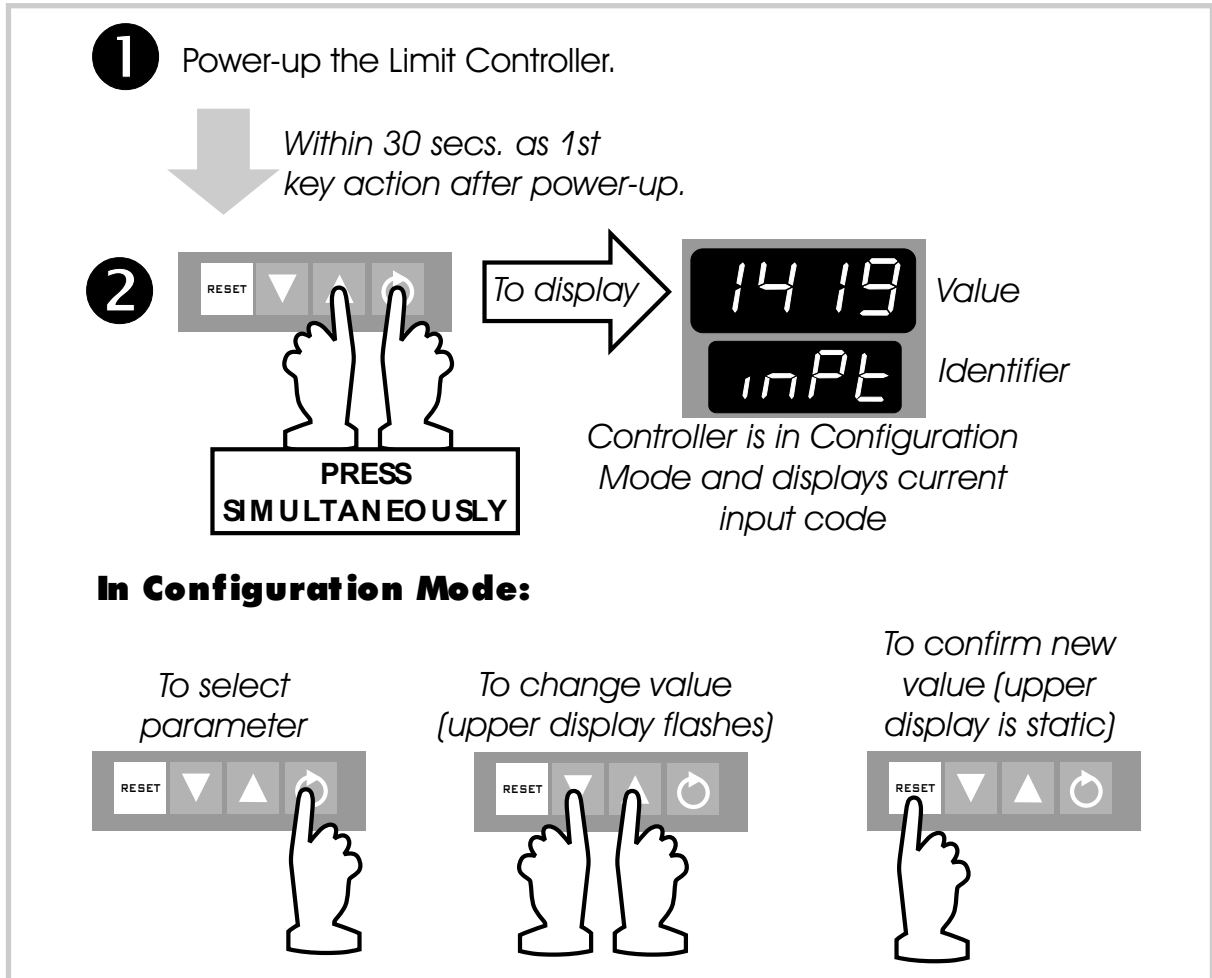 1 Power-up the Limit Controller.
Within 30 secs. as 1st
key action after power-up.
2
RESET
To display
1419
Value
inPt
Identifier
PRESS
SIMULTANEOUSLY
Controller is in Configuration
Mode and displays current
input code
In Configuration Mode:
To select
parameter
RESET
To change value
(upper display flashes)
RESET
To confirm new
value (upper
display is static)
RESET